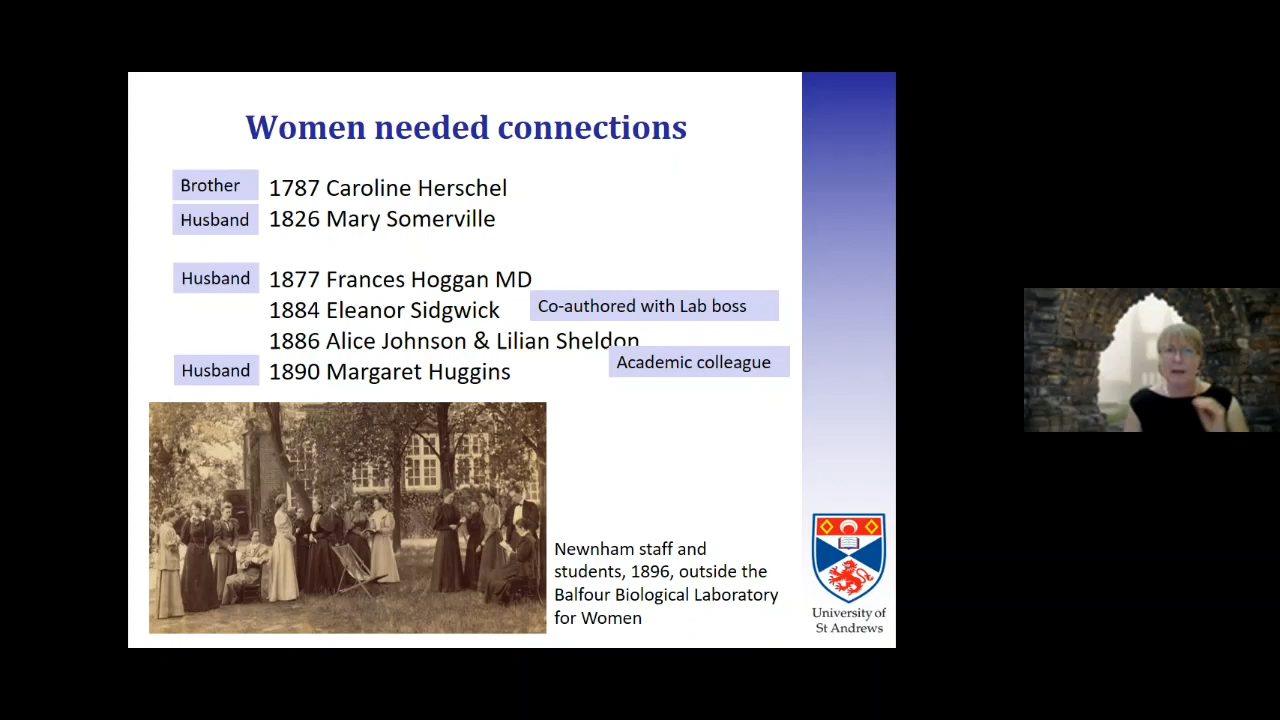 Women needed connections
Brother
1787 Caroline Herschel
Husband
1826 Mary Somerville
Husband
1877 Frances Hoggan MD
1884 Eleanor Sidgwick
Co-authored with Lab boss
1886 Alice Johnson & Lilian Sheldon
Academic colleague
Husband
1890 Margaret Huggins
Newnham staff and
students, 1896, outside the
Balfour Biological Laboratory
for Women
University of
St Andrews